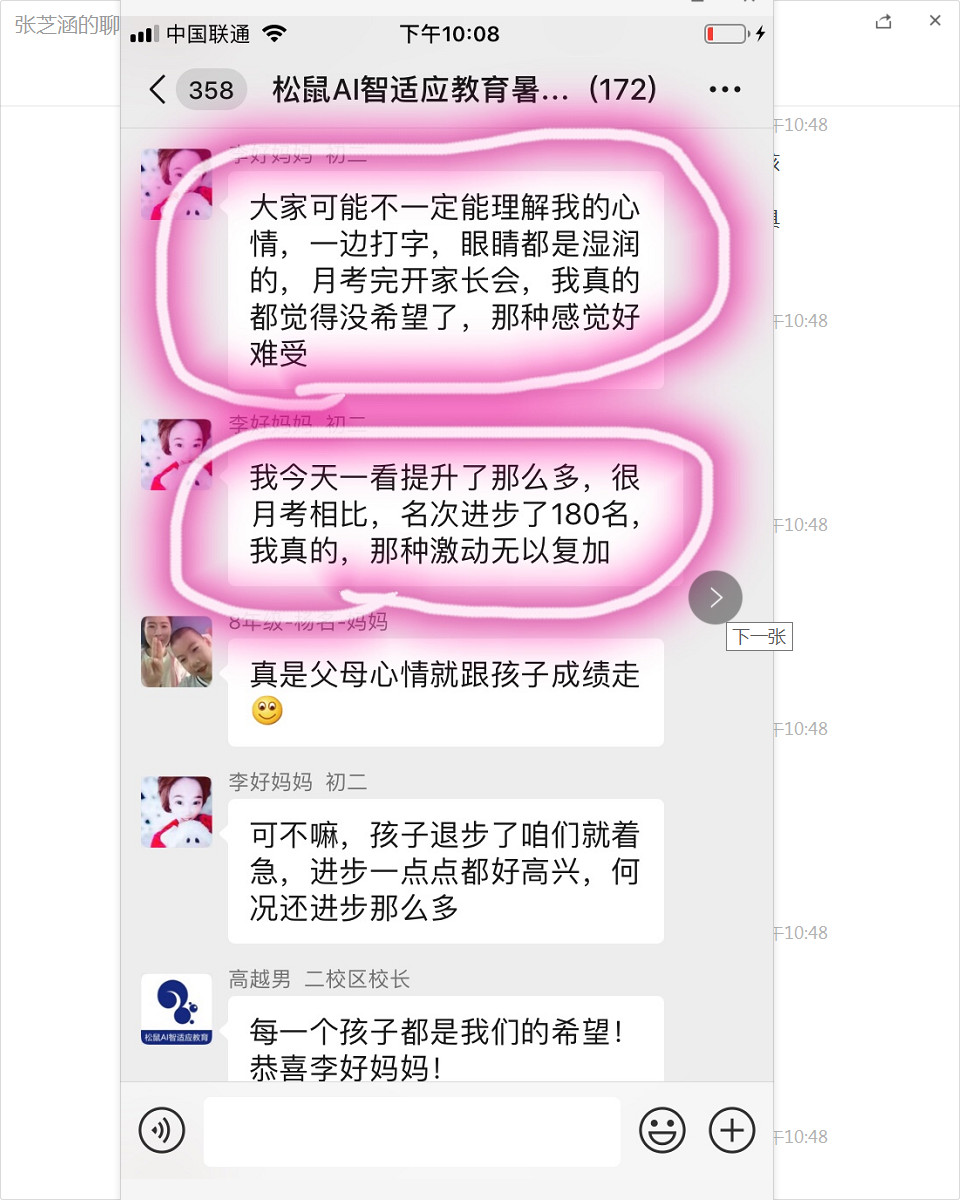 张芝涵的聊
中国联通
下午10:08
358
松鼠AI智适应教育暑... (172)
午10:48
李好妈妈 初二
大家可能不一定能理解我的心
情，一边打字，眼睛都是湿润
的，月考完开家长会，我真的
都觉得没希望了，那种感觉好
难受
午10:48
李好妈妈 初二
我今天一看提升了那么多，很
月考相比，名次进步了180名，
我真的，那种激动无以复加
午10:48
下一张
8年级-杨名-妈妈
真是父母心情就跟孩子成绩走
午10:48
李好妈妈 初二
可不嘛，孩子退步了咱们就着
急，进步一点点都好高兴，何
况还进步那么多
午10:48
高越男 二校区校长
松鼠AI智适应教育
每一个孩子都是我们的希望！
恭喜李好妈妈！
午10:48